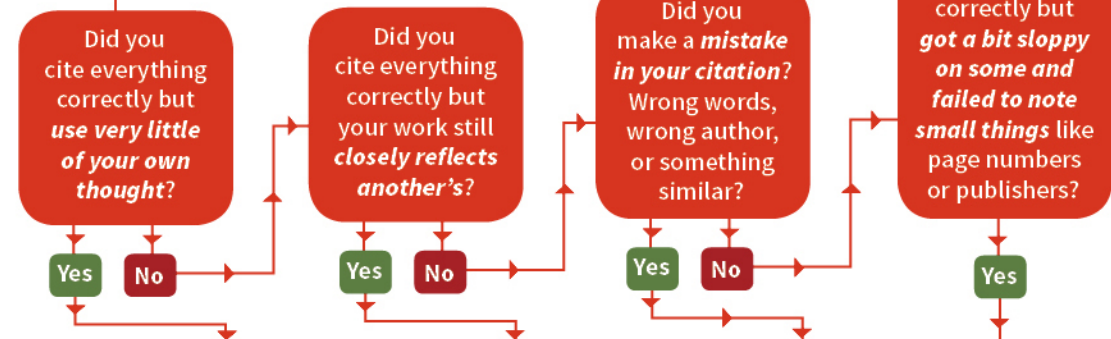 Did you
cite everything
correctly but
use very little
of your own
thought?
Yes
No
Did you
cite everything
correctly but
your work still
closely reflects
another's?
Yes
No
Did you
make a mistake
in your citation?
Wrong words,
wrong author,
or something
similar?
Yes
No
correctly but
got a bit sloppy
on some and
failed to note
small things like
page numbers
or publishers?
Yes